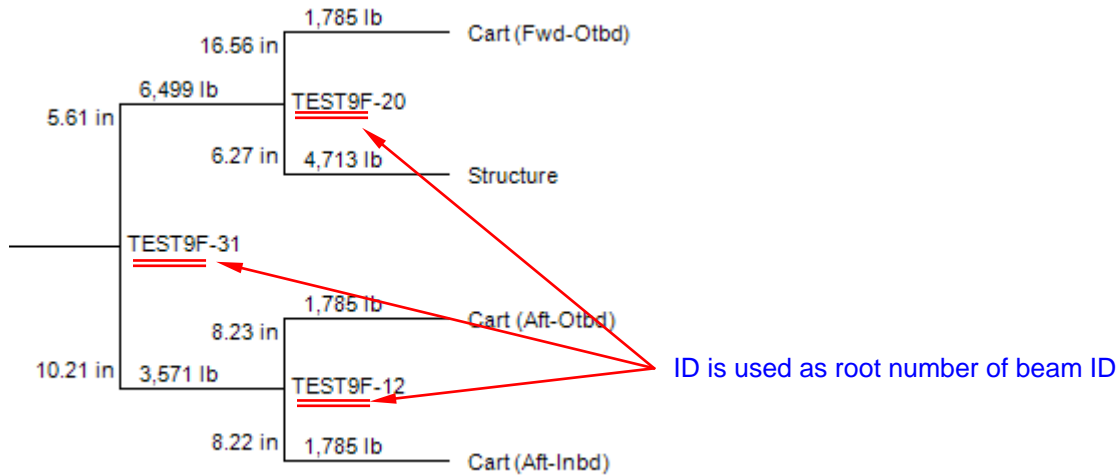 1,785 lb
Cart (Fwd-Otbd)
16.56 in
6,499 lb
TEST9F-20
5.61 in
6.27 in
4,713 lb
Structure
TEST9F-31
1,785 lb
Cart (Aft-Otbd)
8.23 in
10.21 in
3,571 lb
TEST9F-12
ID is used as root number of beam ID
8.22 in
1,785 lb
Cart (Aft-Inbd)